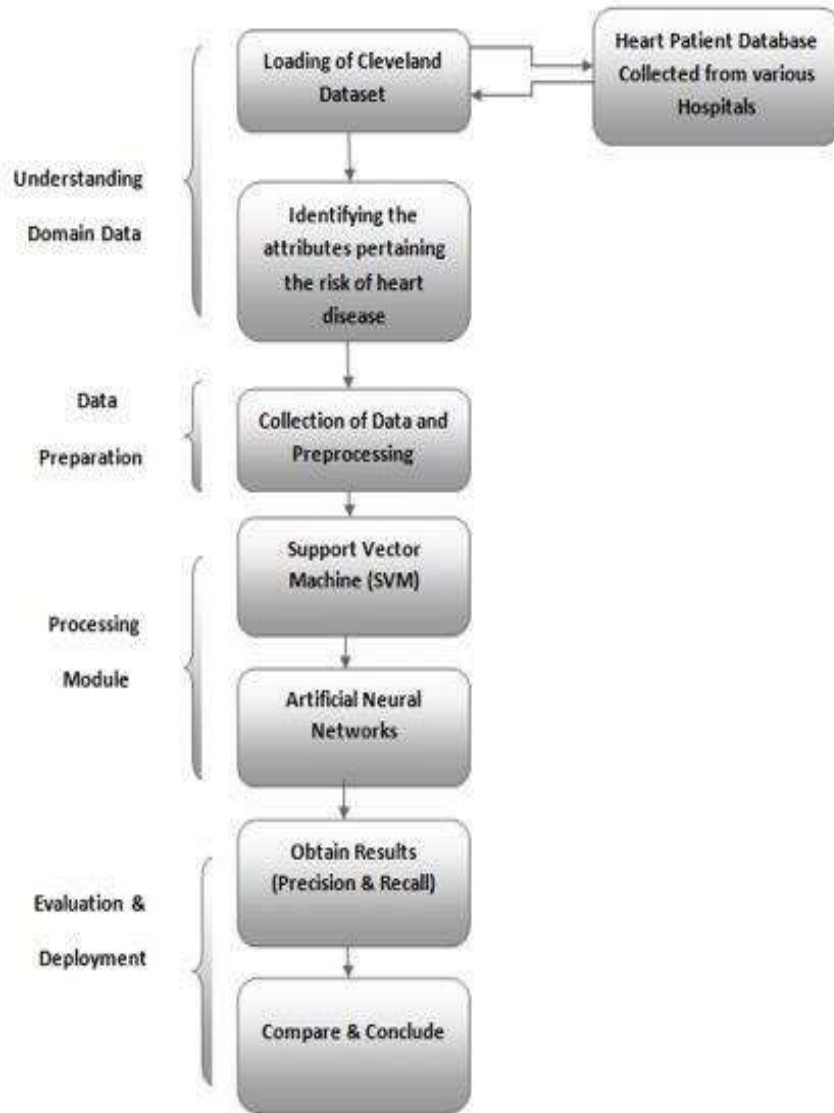 Loading of Cleveland
Dataset
Heart Patient Database
Collected from various
Hospitals
Understanding
Domain Data
Identifying the
attributes pertaining
the risk of heart
disease
Data
Preparation
Collection of Data and
Preprocessing
Processing
Module
Support Vector
Machine (SVM)
Artificial Neural
Networks
Evaluation &
Deployment
Obtain Results
(Precision & Recall)
Compare & Conclude